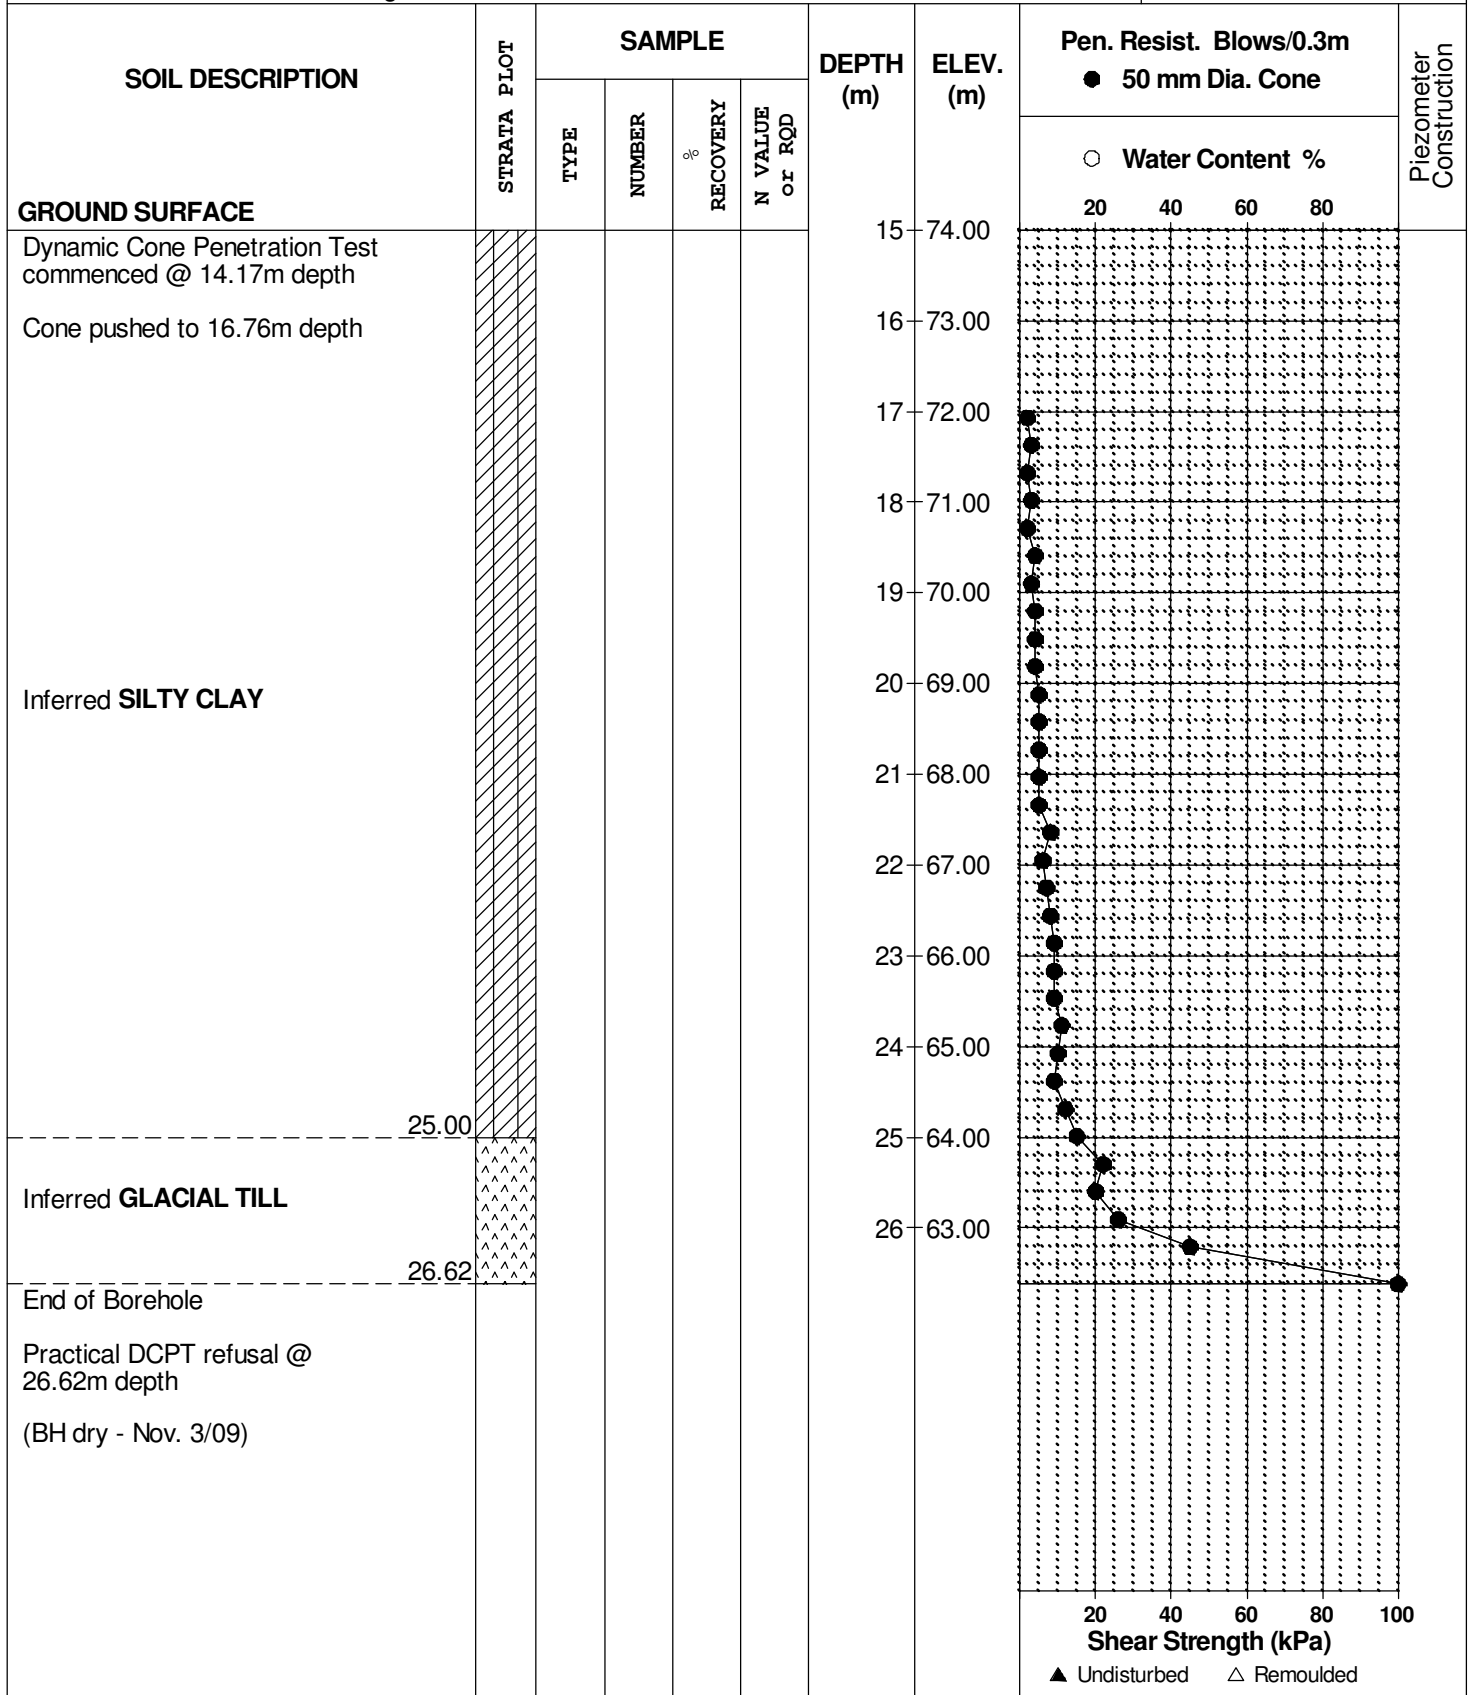 SOIL DESCRIPTION
GROUND SURFACE
STRATA PLOT
SAMPLE
TYPE
NUMBER
%
RECOVERY
N VALUE
or RQD
DEPTH
(m)
ELEV.
(m)
Pen. Resist. Blows/0.3m
● 50 mm Dia. Cone
○ Water Content %
20 40 60 80
Piezometer
Construction
Dynamic Cone Penetration Test
commenced @ 14.17m depth
Cone pushed to 16.76m depth
15 74.00
16 73.00
17 72.00
18 71.00
19 70.00
Inferred SILTY CLAY
20 69.00
21 68.00
22 67.00
23 66.00
24 65.00
25.00
25 64.00
Inferred GLACIAL TILL
26 63.00
26.62
End of Borehole
Practical DCPT refusal @
26.62m depth
(BH dry - Nov. 3/09)
20 40 60 80 100
Shear Strength (kPa)
▲ Undisturbed △ Remoulded